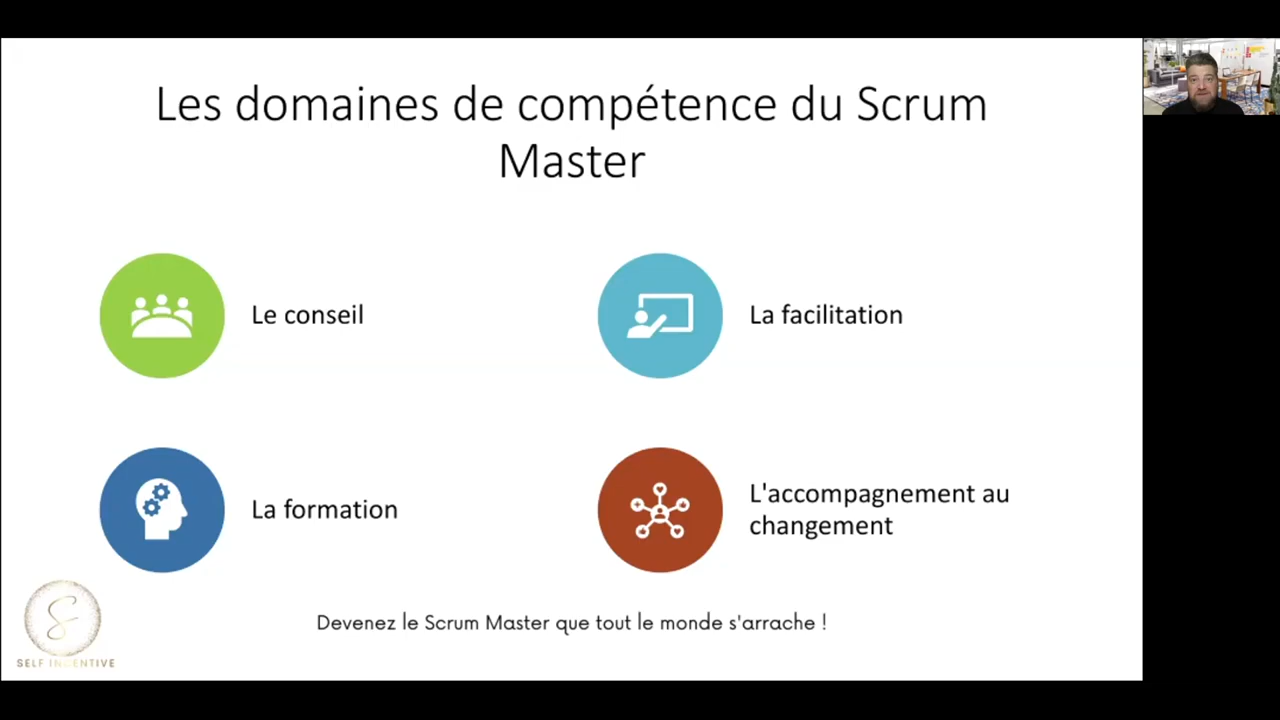 Les domaines de compétence du Scrum
Master
Le conseil
La facilitation
La formation
L'accompagnement au
changement
Devenez le Scrum Master que tout le monde s'arrache !
SELF INCENTIVE